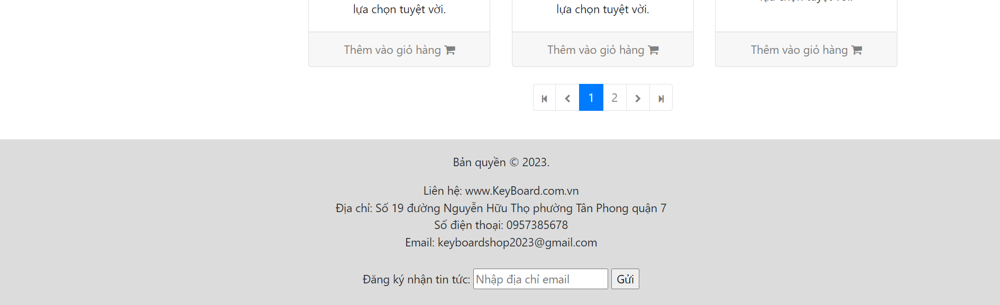 lựa chọn tuyệt vời.
lựa chọn tuyệt vời.
Thêm vào giỏ hàng
Thêm vào giỏ hàng
Thêm vào giỏ hàng
1 2
Bản quyền © 2023.
Liên hệ: www.KeyBoard.com.vn
Địa chỉ: Số 19 đường Nguyễn Hữu Thọ phường Tân Phong quận 7
Số điện thoại: 0957385678
Email: keyboardshop2023@gmail.com
Đăng ký nhận tin tức: Nhập địa chỉ email Gửi